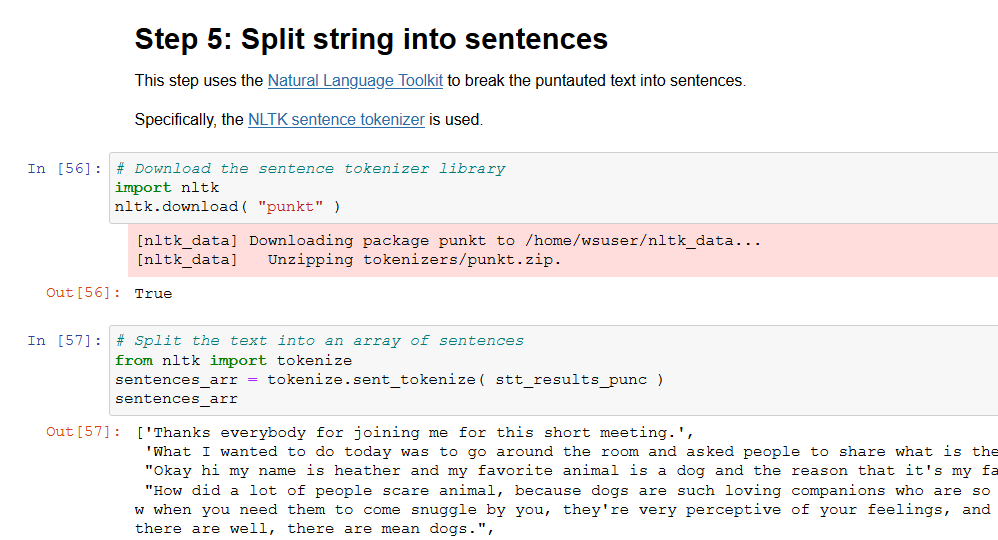 Step 5: Split string into sentences
This step uses the Natural Language Toolkit to break the puntauted text into sentences.
Specifically, the NLTK sentence tokenizer is used.
In [56]: # Download the sentence tokenizer library
import nltk
nltk.download( "punkt" )
[nltk_data] Downloading package punkt to /home/wsuser/nltk_data...
[nltk_data]   Unzipping tokenizers/punkt.zip.
Out[56]: True
In [57]: # Split the text into an array of sentences
from nltk import tokenize
sentences_arr = tokenize.sent_tokenize( stt_results_punc )
sentences_arr
Out[57]: ['Thanks everybody for joining me for this short meeting.',
'What I wanted to do today was to go around the room and asked people to share what is the
"Okay hi my name is heather and my favorite animal is a dog and the reason that it's my fa
"How did a lot of people scare animal, because dogs are such loving companions who are so
w when you need them to come snuggle by you, they're very perceptive of your feelings, and
there are well, there are mean dogs.",